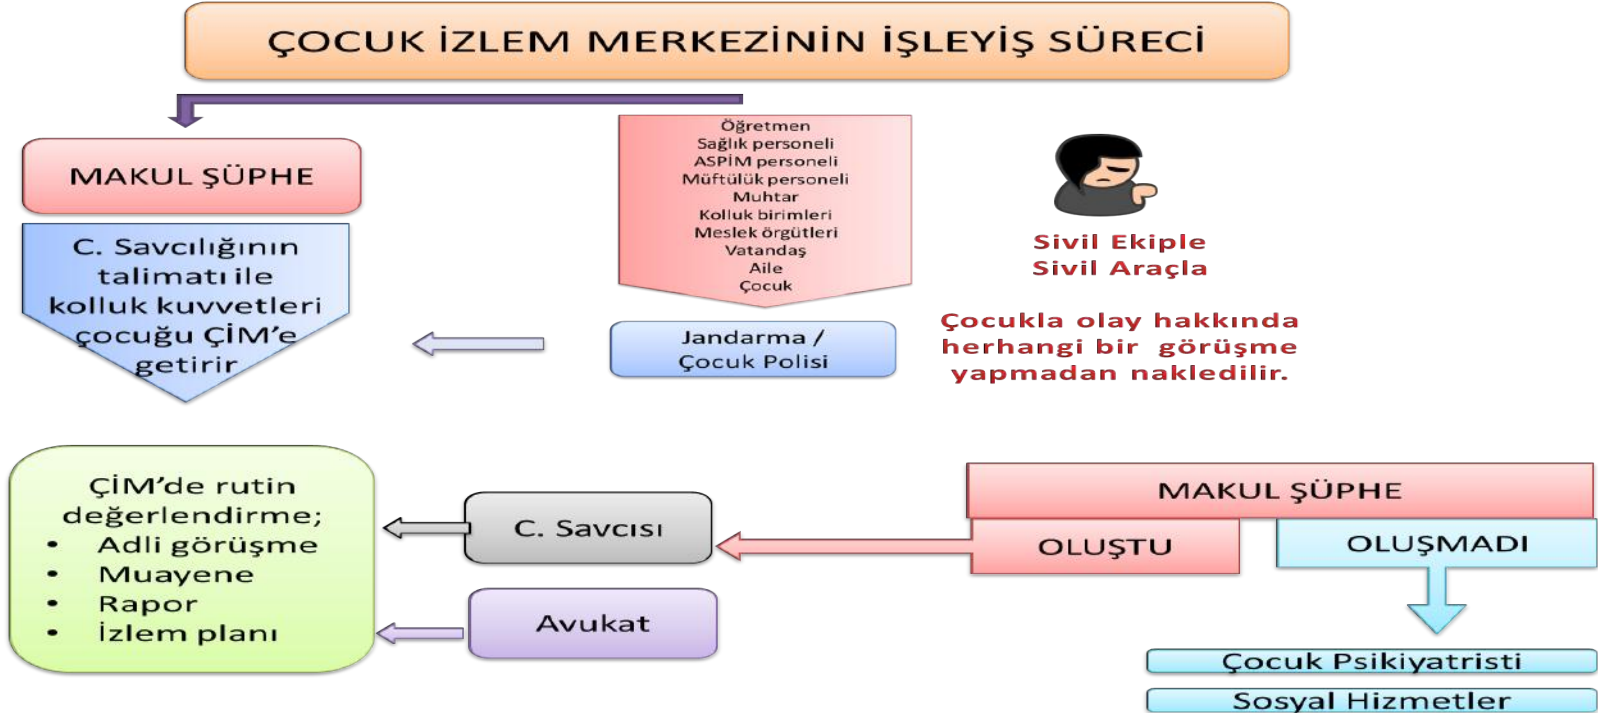 ÇOCUK İZLEM MERKEZİNİN İŞLEYİŞ SÜRECİ
MAKUL ŞÜPHE
C. Savcılığının
talimatı ile
kolluk kuvvetleri
çocuğu ÇİM’e
getirir
Öğretmen
Sağlık personeli
ASPİM personeli
Müftülük personeli
Muhtar
Kolluk birimleri
Meslek örgütleri
Vatandaş
Aile
Çocuk
Jandarma /
Çocuk Polisi
Sivil Ekiple
Sivil Araçla
Çocukla olay hakkında
herhangi bir görüşme
yapmadan nakledilir.
ÇİM’de rutin
değerlendirme;
• Adli görüşme
• Muayene
• Rapor
• İzlem planı
C. Savcısı
Avukat
MAKUL ŞÜPHE
OLUŞTU
OLUŞMADI
Çocuk Psikiyatristi
Sosyal Hizmetler